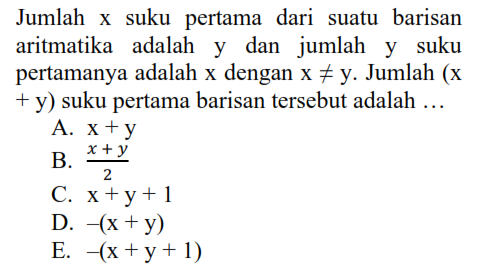 Jumlah x suku pertama dari suatu barisan
aritmatika adalah y dan jumlah y suku
pertamanya adalah x dengan x ≠ y. Jumlah (x
+ y) suku pertama barisan tersebut adalah …
A. x + y
B. \frac{x + y}{2}
C. x + y + 1
D. –(x + y)
E. –(x + y + 1)